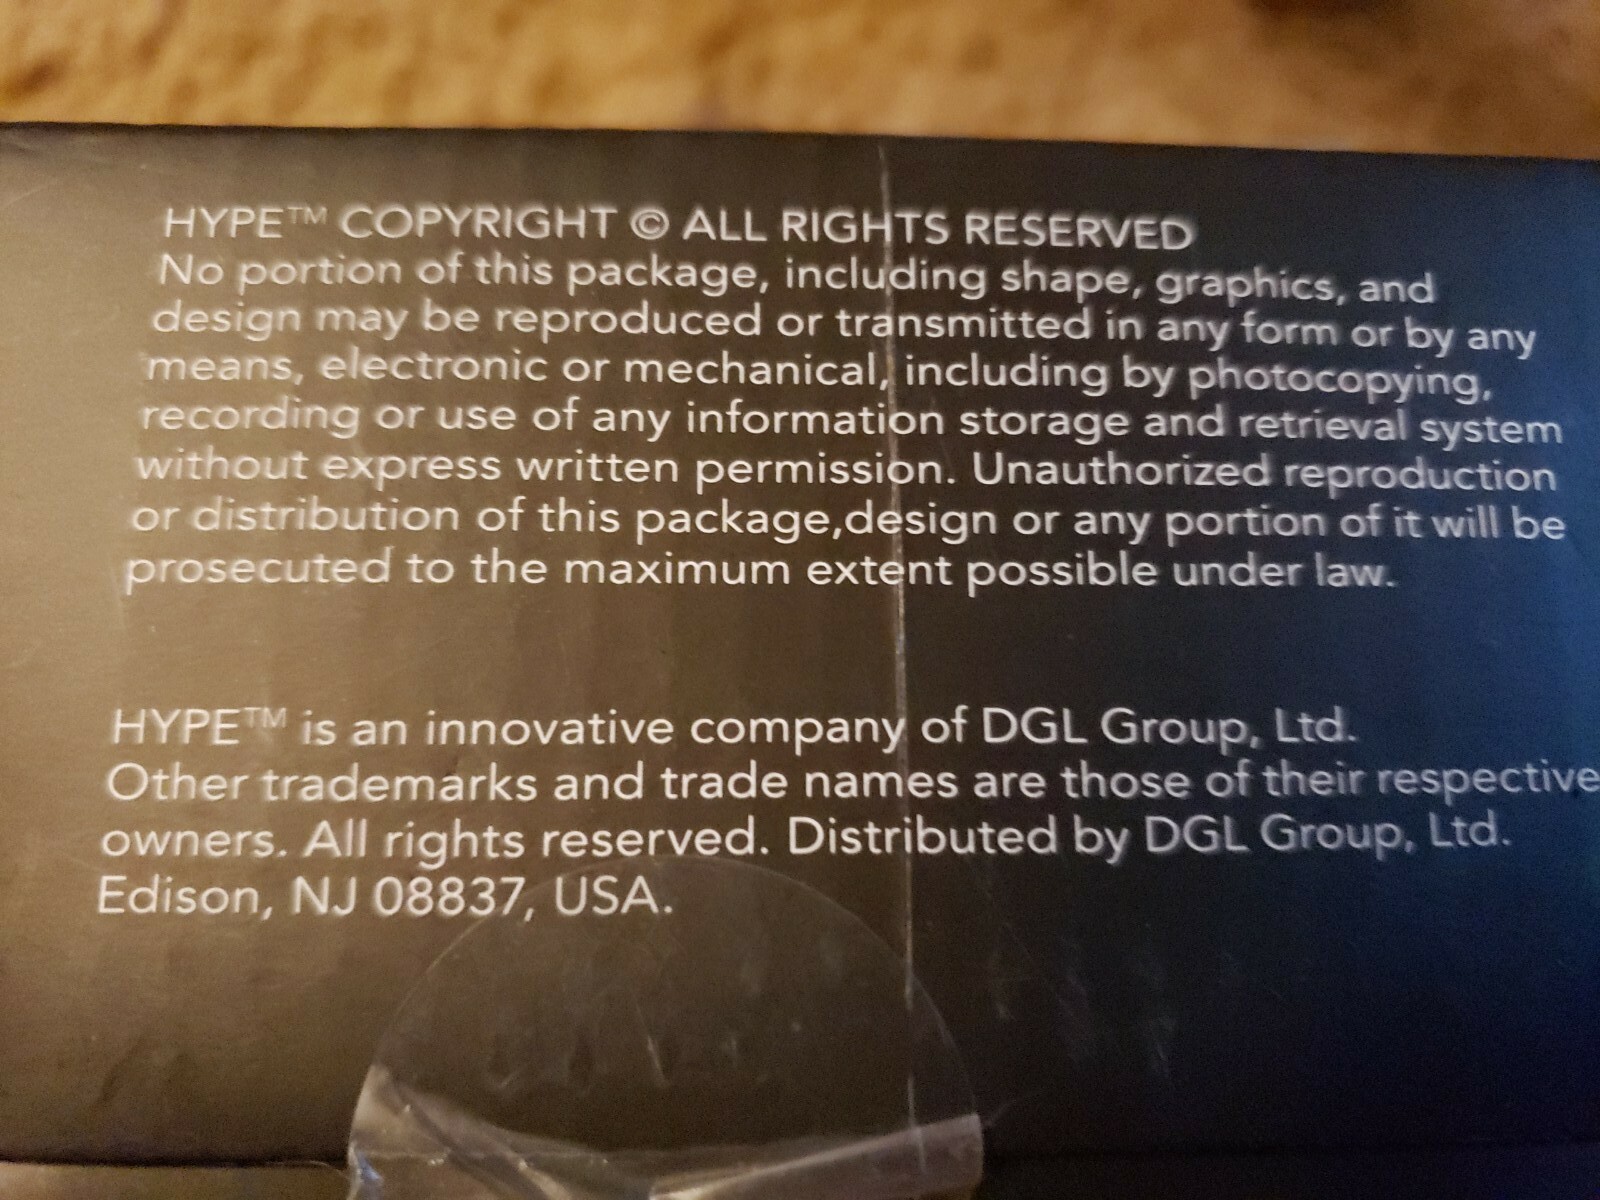 HYPE™ COPYRIGHT © ALL RIGHTS RESERVED
No portion of this package, including shape, graphics, and
design may be reproduced or transmitted in any form or by any
means, electronic or mechanical, including by photocopying,
recording or use of any information storage and retrieval system
without express written permission. Unauthorized reproduction
or distribution of this package,design or any portion of it will be
prosecuted to the maximum extent possible under law.
HYPE™ is an innovative company of DGL Group, Ltd.
Other trademarks and trade names are those of their respective
owners. All rights reserved. Distributed by DGL Group, Ltd.
Edison, NJ 08837, USA.